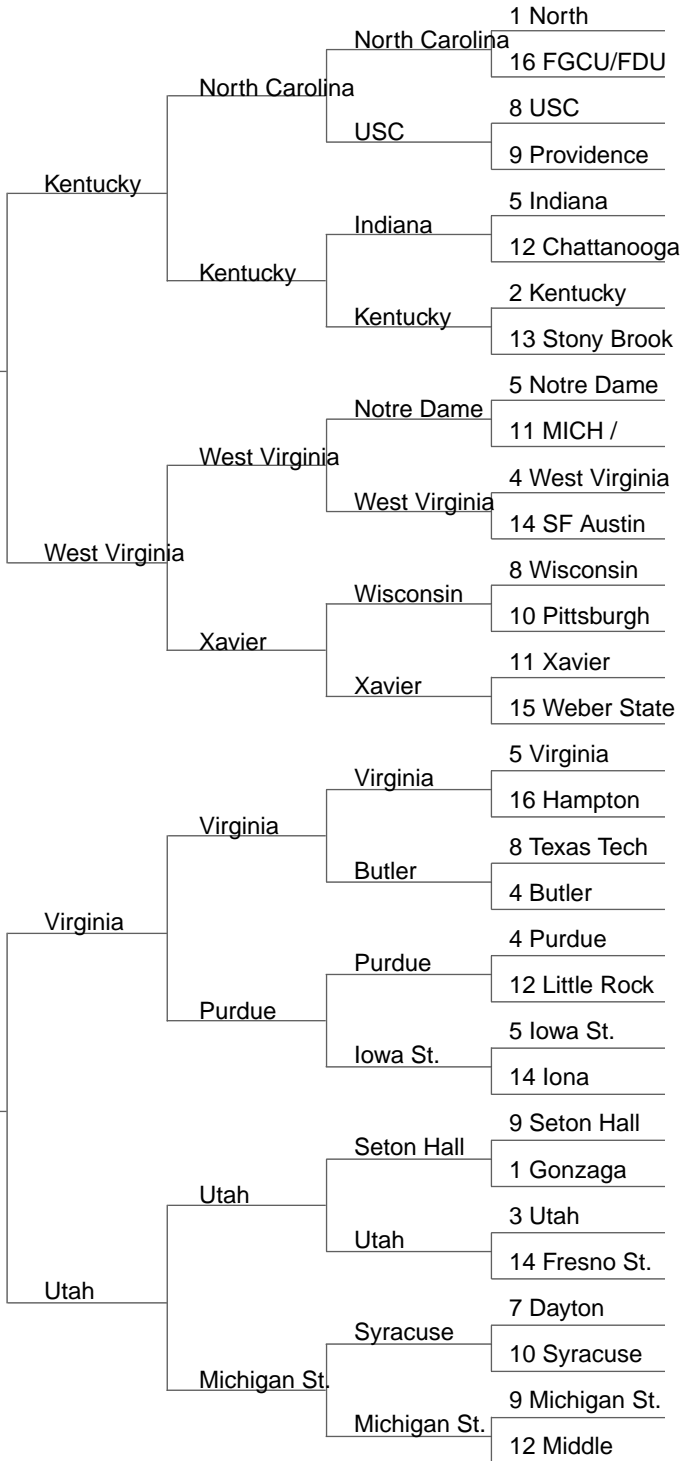 1 North
North Carolina
16 FGCU/FDU
North Carolina
8 USC
USC
9 Providence
Kentucky
5 Indiana
Indiana
12 Chattanooga
Kentucky
2 Kentucky
Kentucky
13 Stony Brook
5 Notre Dame
Notre Dame
11 MICH /
West Virginia
4 West Virginia
West Virginia
14 SF Austin
West Virginia
8 Wisconsin
Wisconsin
10 Pittsburgh
Xavier
11 Xavier
Xavier
15 Weber State
5 Virginia
Virginia
16 Hampton
Virginia
8 Texas Tech
Butler
4 Butler
Virginia
4 Purdue
Purdue
12 Little Rock
Purdue
5 Iowa St.
Iowa St.
14 Iona
9 Seton Hall
Seton Hall
1 Gonzaga
Utah
3 Utah
Utah
14 Fresno St.
Utah
7 Dayton
Syracuse
10 Syracuse
Michigan St.
9 Michigan St.
Michigan St.
12 Middle